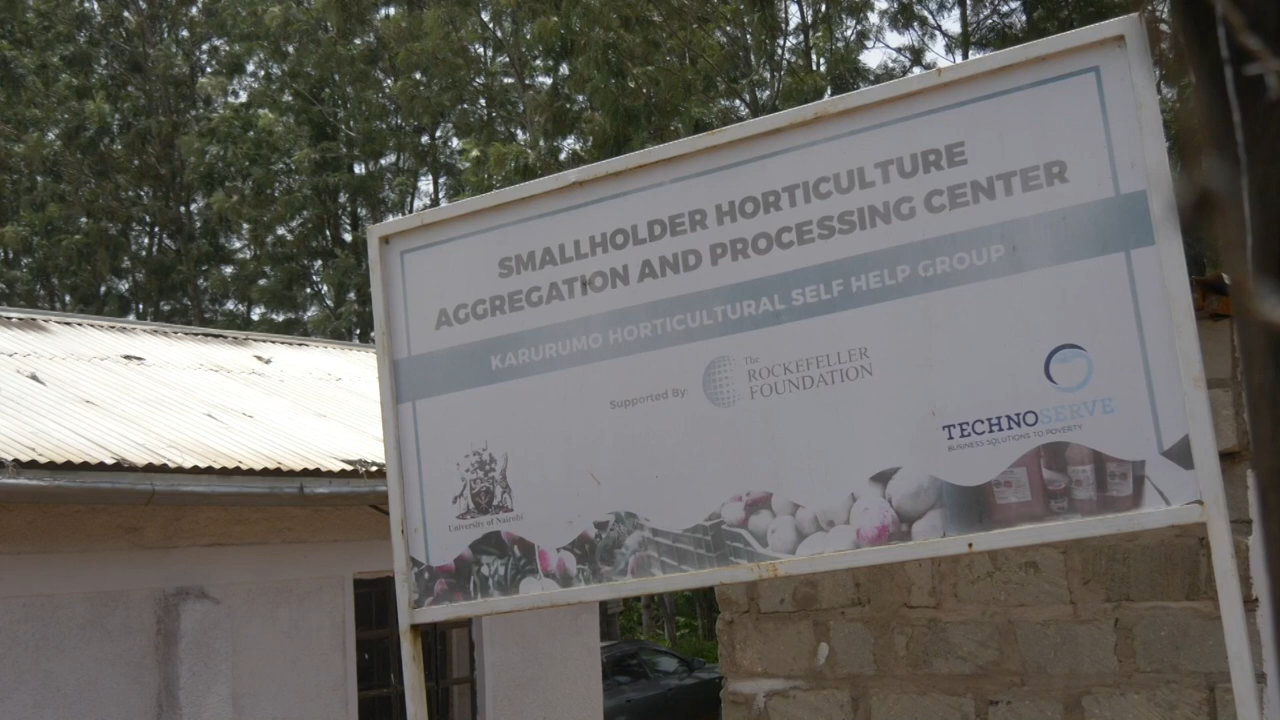 SMALLHOLDER HORTICULTURE
AGGREGATION AND PROCESSING CENTER
KARURUMO HORTICULTURAL SELF HELP GROUP
Supported By:
The
ROCKEFELLER
FOUNDATION
TECHNOSERVE
BUSINESS SOLUTIONS TO POVERTY
University of Nairobi